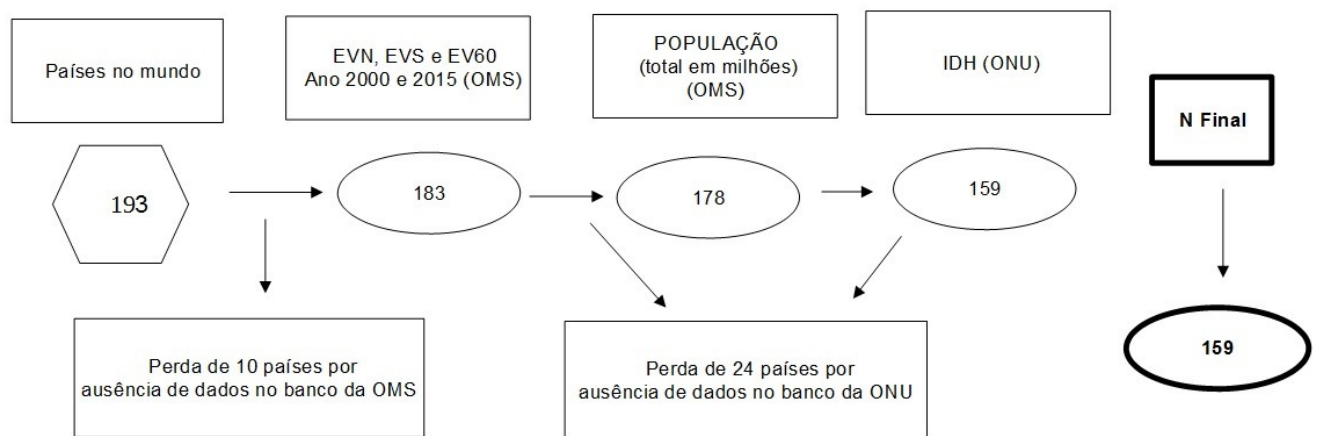 Países no mundo
EVN, EVS e EV60
Ano 2000 e 2015 (OMS)
POPULAÇÃO
(total em milhões)
(OMS)
IDH (ONU)
N Final
193
183
178
159
159
Perda de 10 países por
ausência de dados no banco da OMS
Perda de 24 países por
ausência de dados no banco da ONU